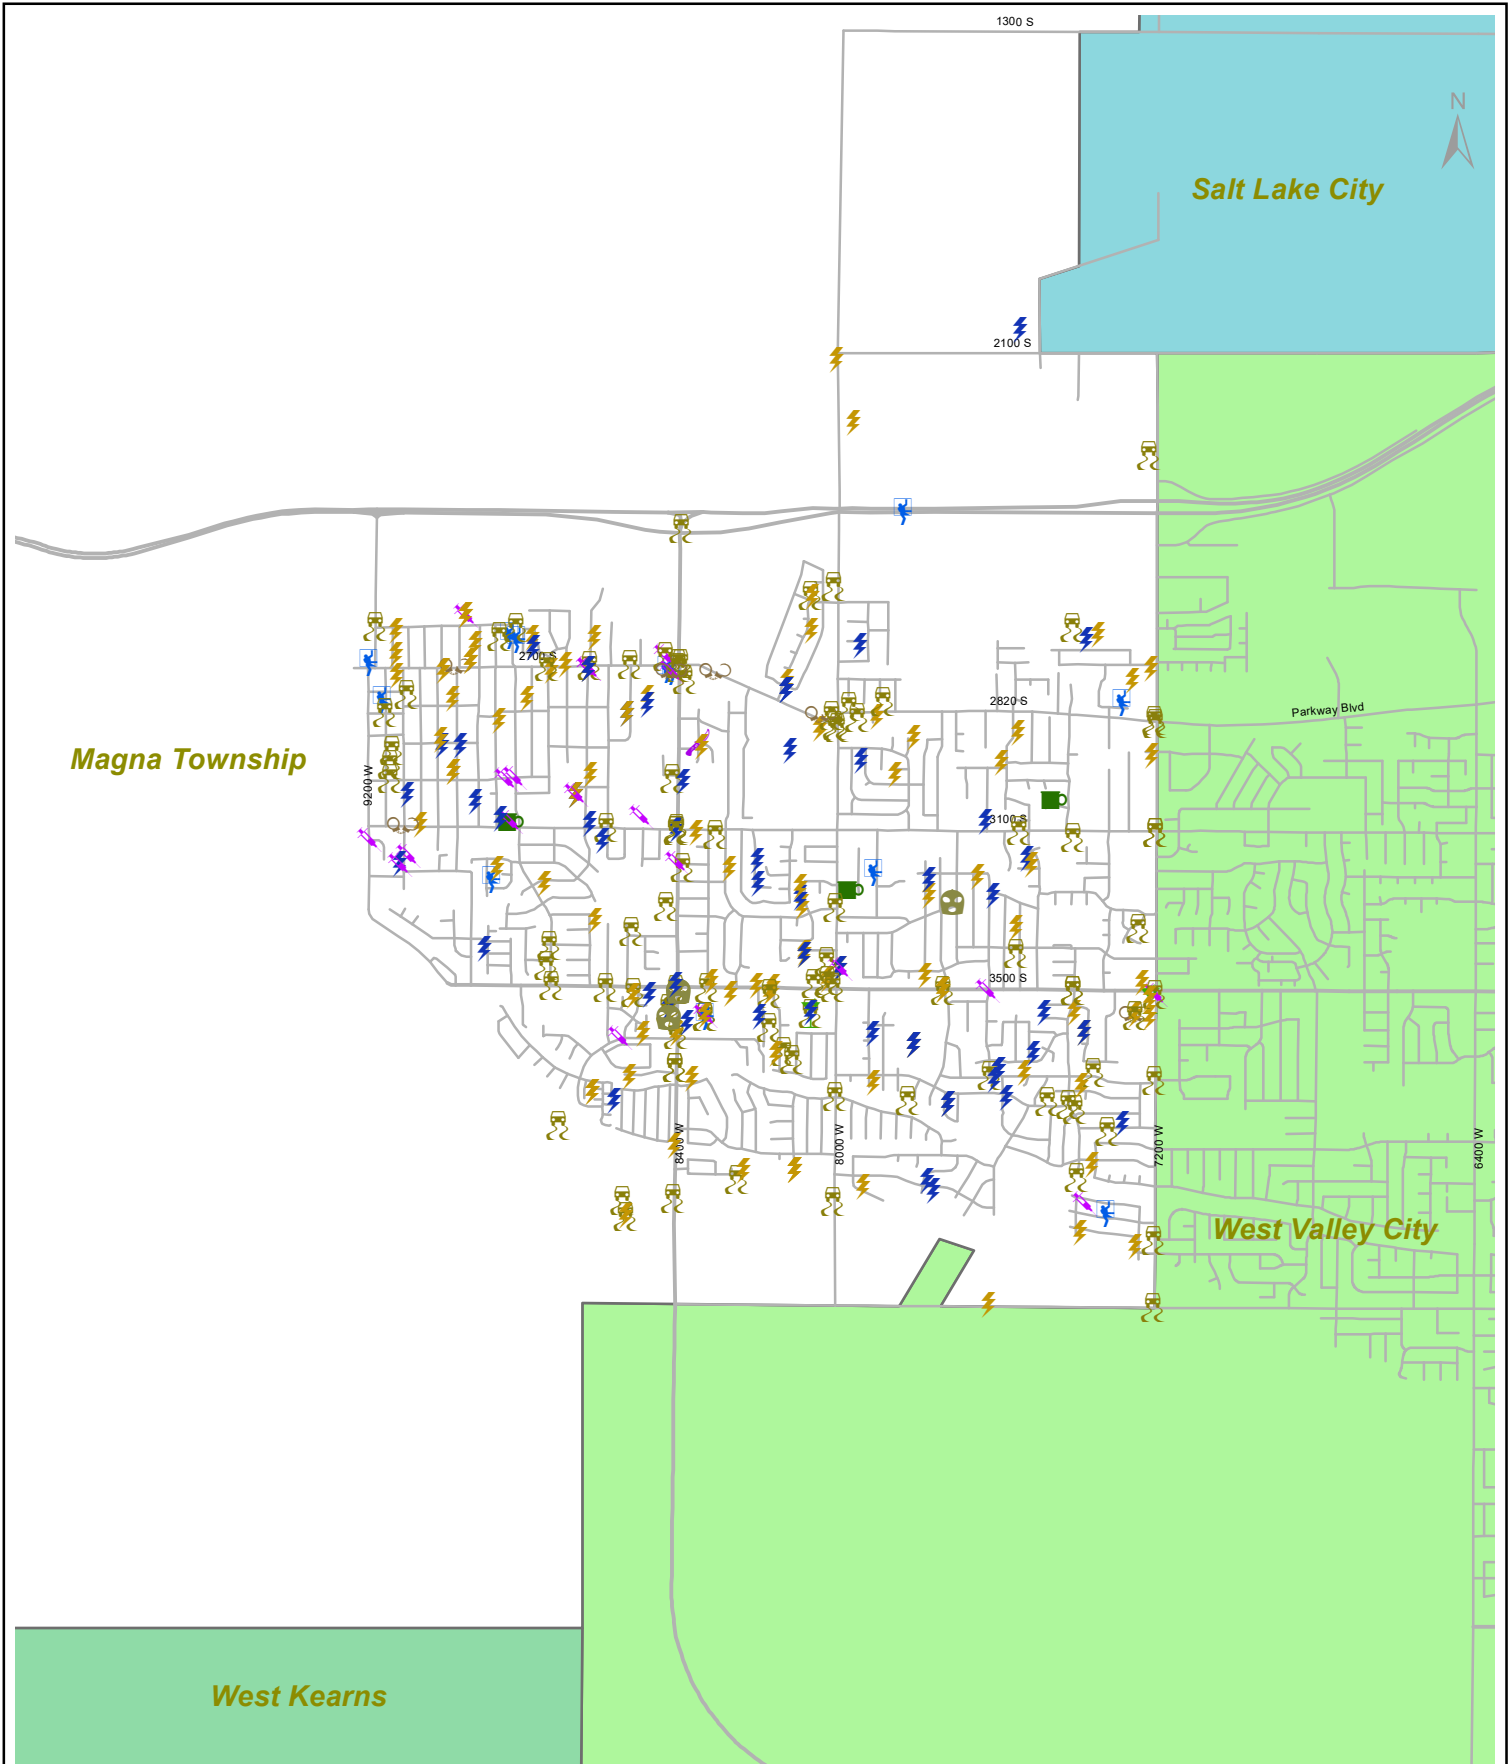 1300 S
N
Salt Lake City
2100 S
2700 S
2820 S
Parkway Blvd
Magna Township
9200 W
3100 S
3500 S
8400 W
8000 W
7200 W
6400 W
West Valley City
West Kearns